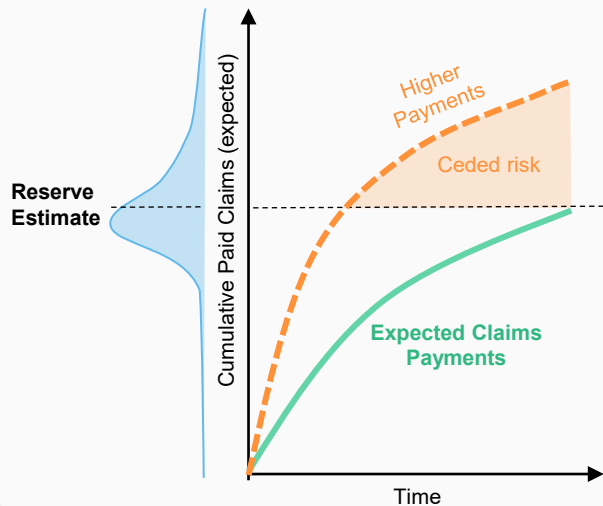 Higher
Payments
Ceded risk
Reserve
Estimate
Cumulative Paid Claims (expected)
Expected Claims
Payments
Time